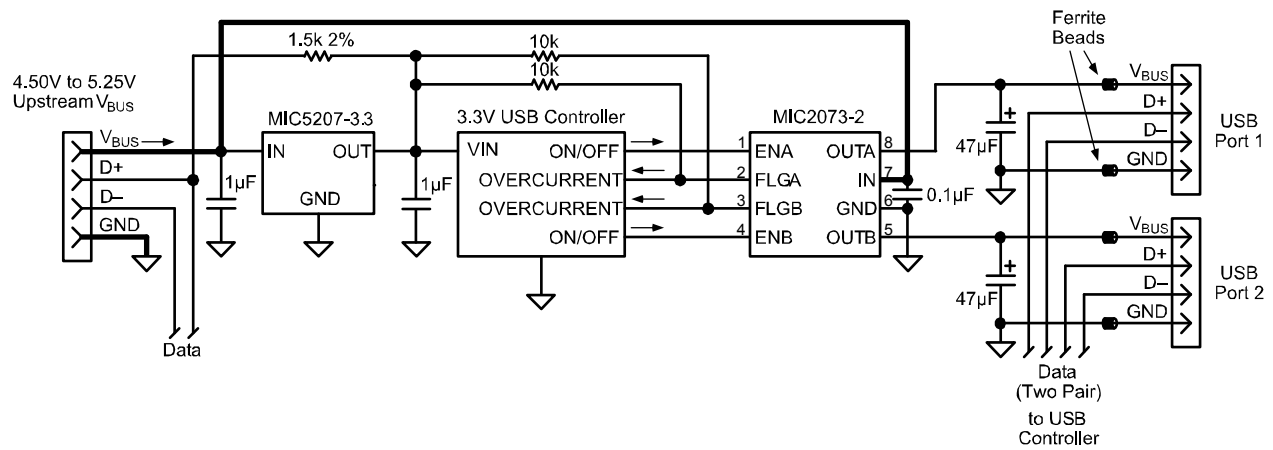 1.5k 2%
10k
10k
Ferrite
Beads
4.50V to 5.25V
Upstream VBUS
VBUS
D+
D–
GND
1µF
MIC5207-3.3
IN
OUT
GND
1µF
3.3V USB Controller
VIN
ON/OFF
OVERCURRENT
OVERCURRENT
ON/OFF
MIC2073-2
1
ENA
2
FLGA
3
FLGB
4
ENB
OUTA
8
IN
7
GND
6
OUTB
5
0.1µF
47µF
+
VBUS
D+
D–
GND
USB
Port 1
47µF
+
VBUS
D+
D–
GND
USB
Port 2
Data
Data
(Two Pair)
to USB
Controller